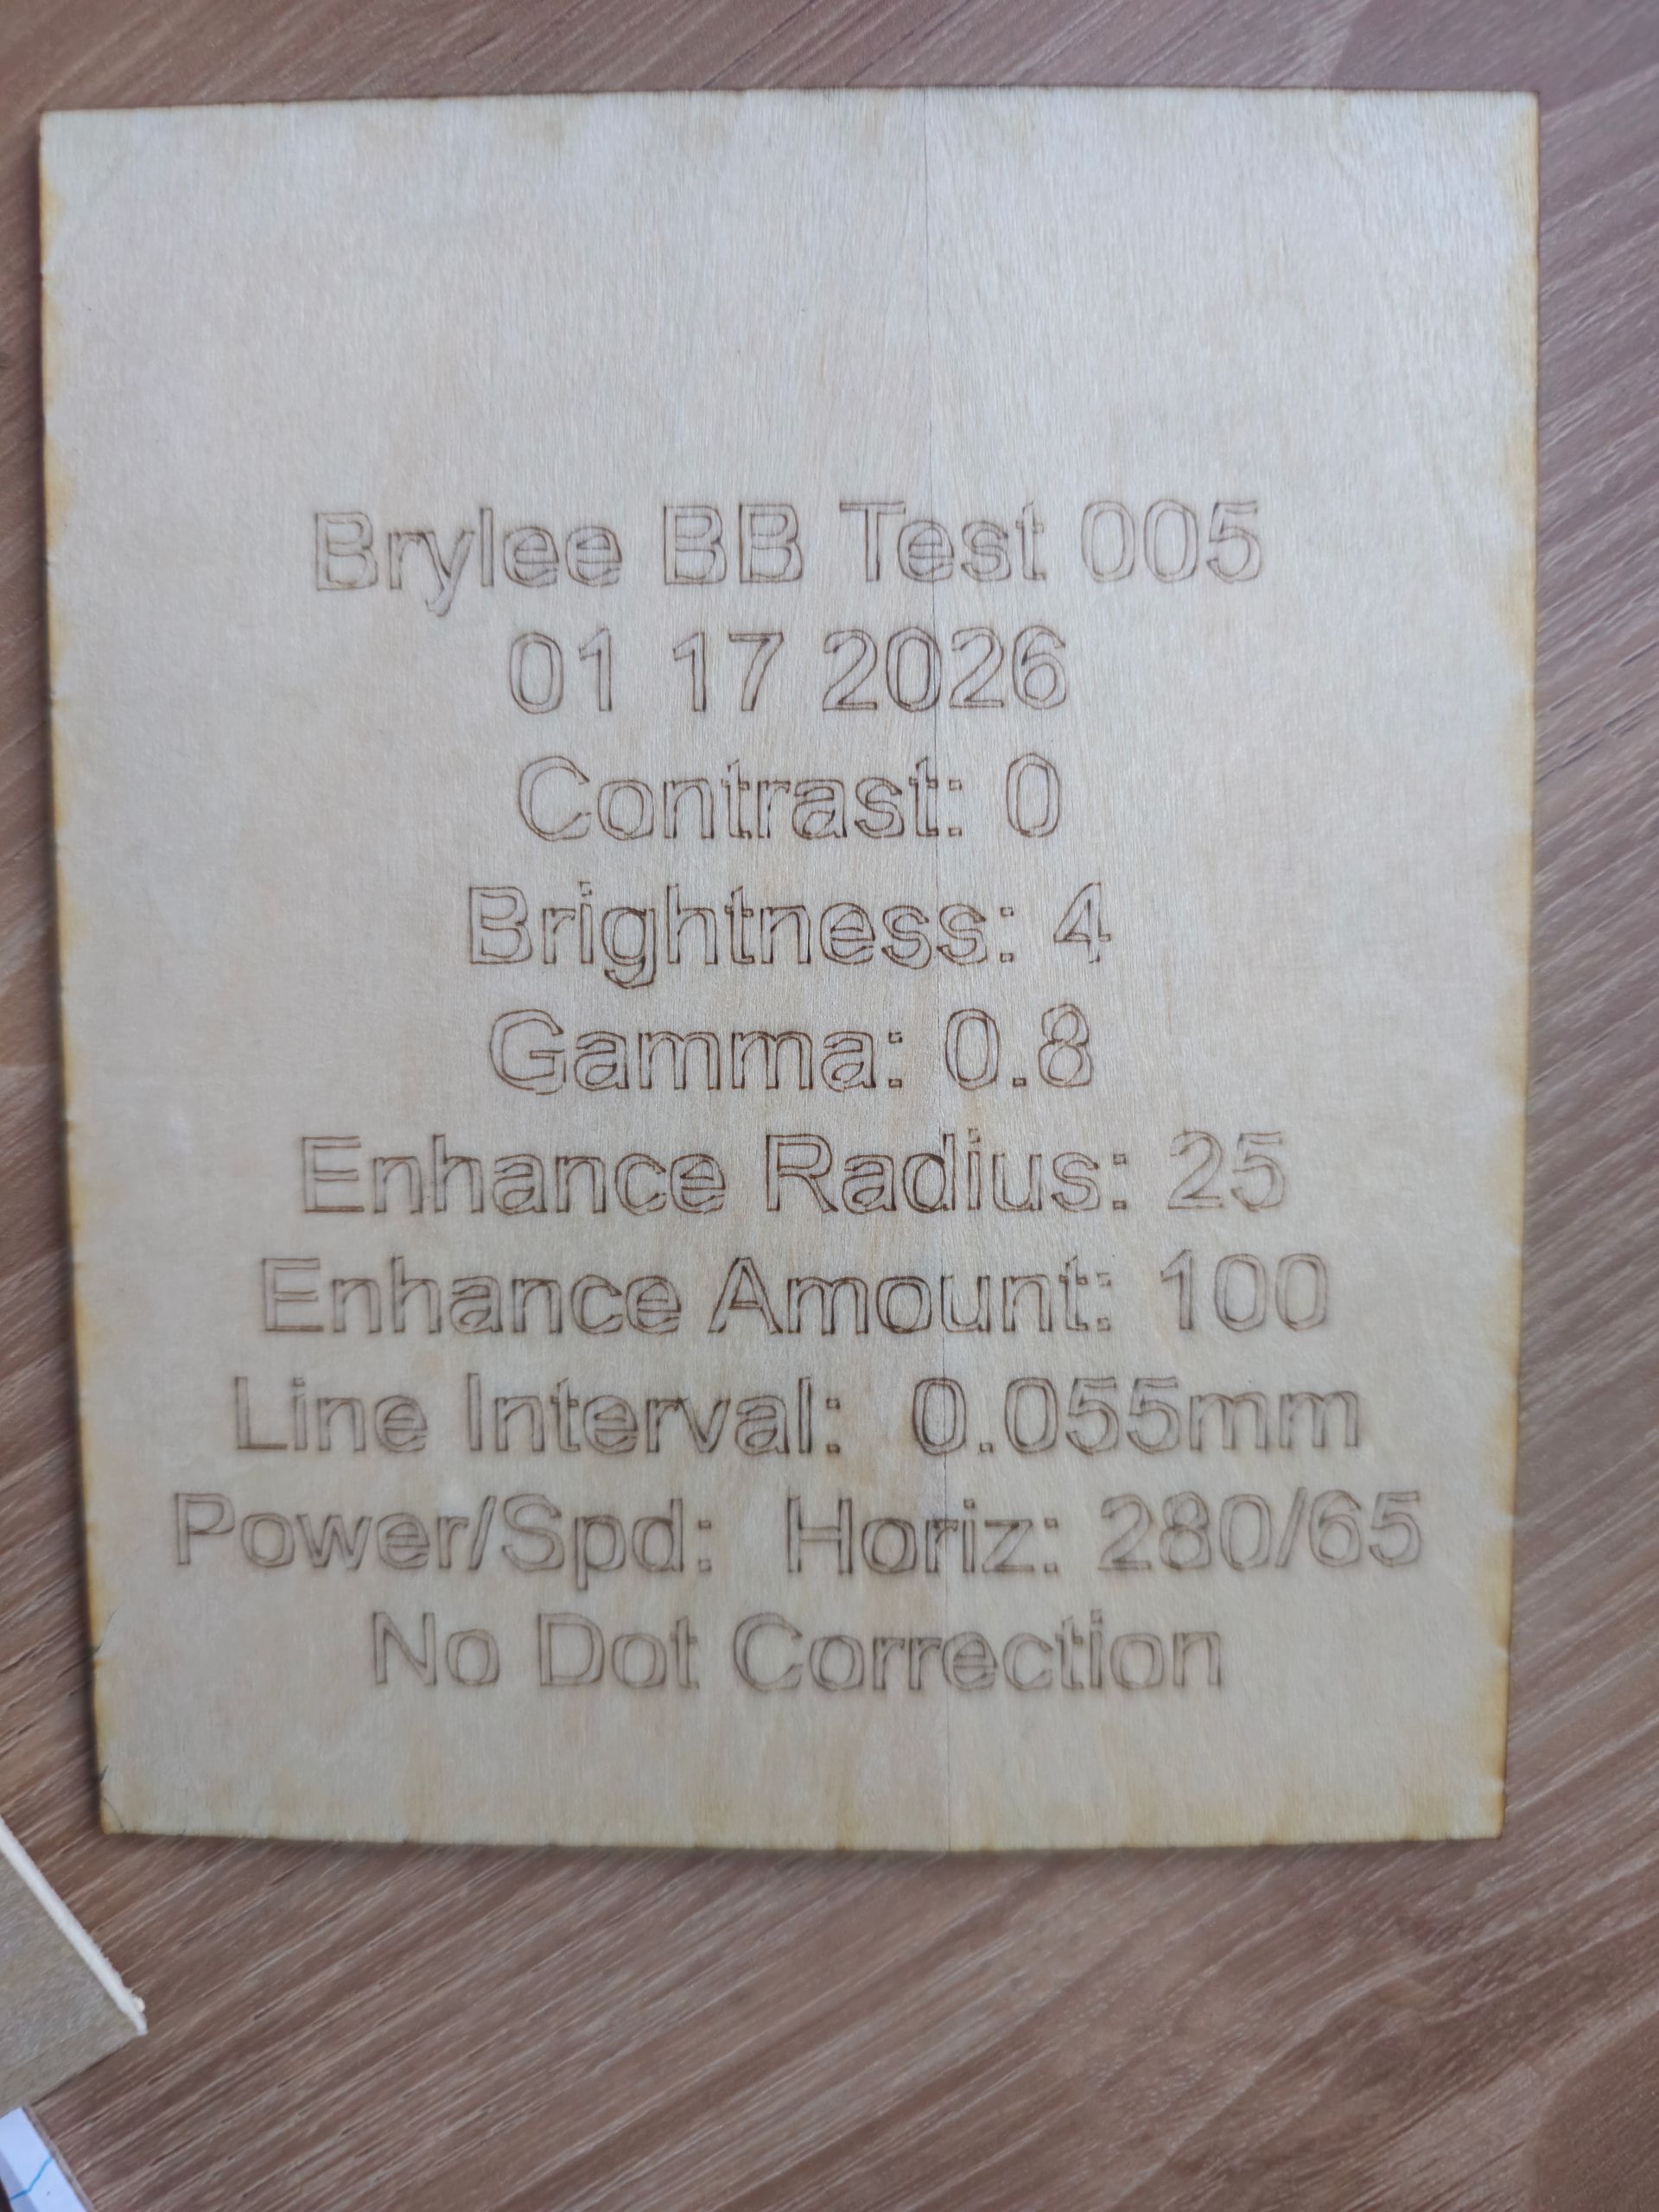 Brylee BB Test 005
01 17 2026
Contrast: 0
Brightness: 4
Gamma: 0.8
Enhance Radius: 25
Enhance Amount: 100
Line Interval:  0.055mm
Power/Spd:  Horiz: 280/65
No Dot Correction